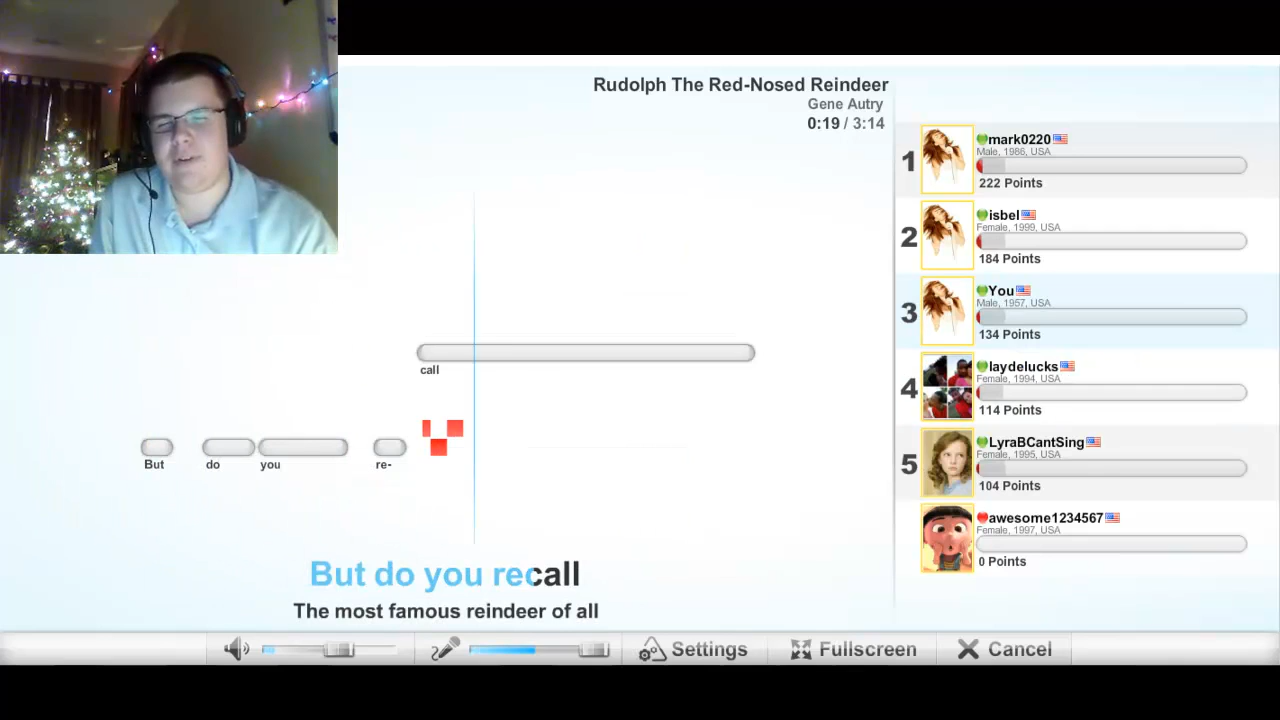 Rudolph The Red-Nosed Reindeer
Gene Autry
0:19 / 3:14
1
mark0220
Male, 1986, USA
222 Points
2
isbel
Female, 1999, USA
184 Points
3
You
Male, 1957, USA
134 Points
4
laydelucks
Female, 1994, USA
114 Points
5
LyraBCantSing
Female, 1995, USA
104 Points
awesome1234567
Female, 1997, USA
0 Points
call
But do you re-
But do you recall
The most famous reindeer of all
Settings Fullscreen Cancel